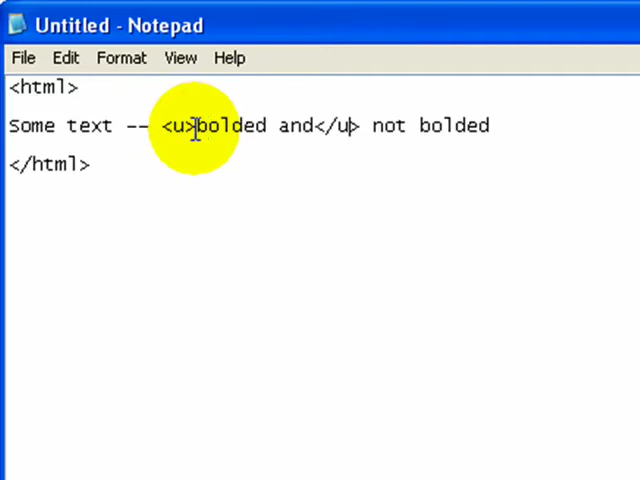 Untitled - Notepad
File Edit Format View Help
<html>
Some text -- <u>bolded and</u> not bolded
</html>